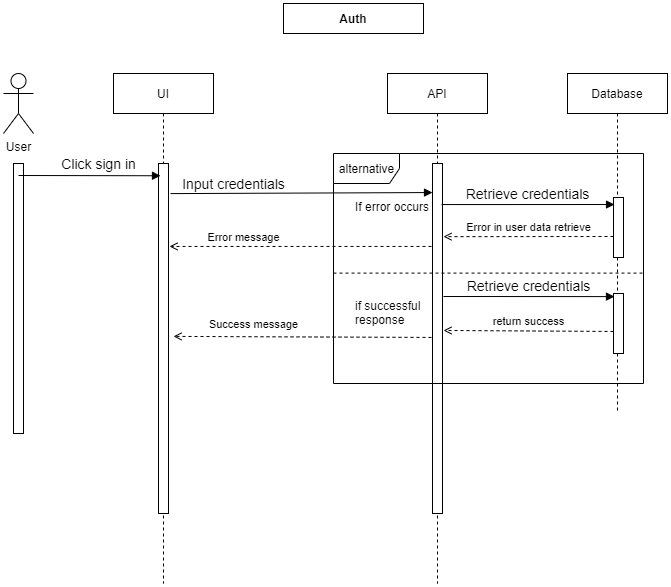 Auth
UI
API
Database
User
Click sign in
alternative
Input credentials
Retrieve credentials
If error occurs
Error in user data retrieve
Error message
Retrieve credentials
if successful
response
return success
Success message